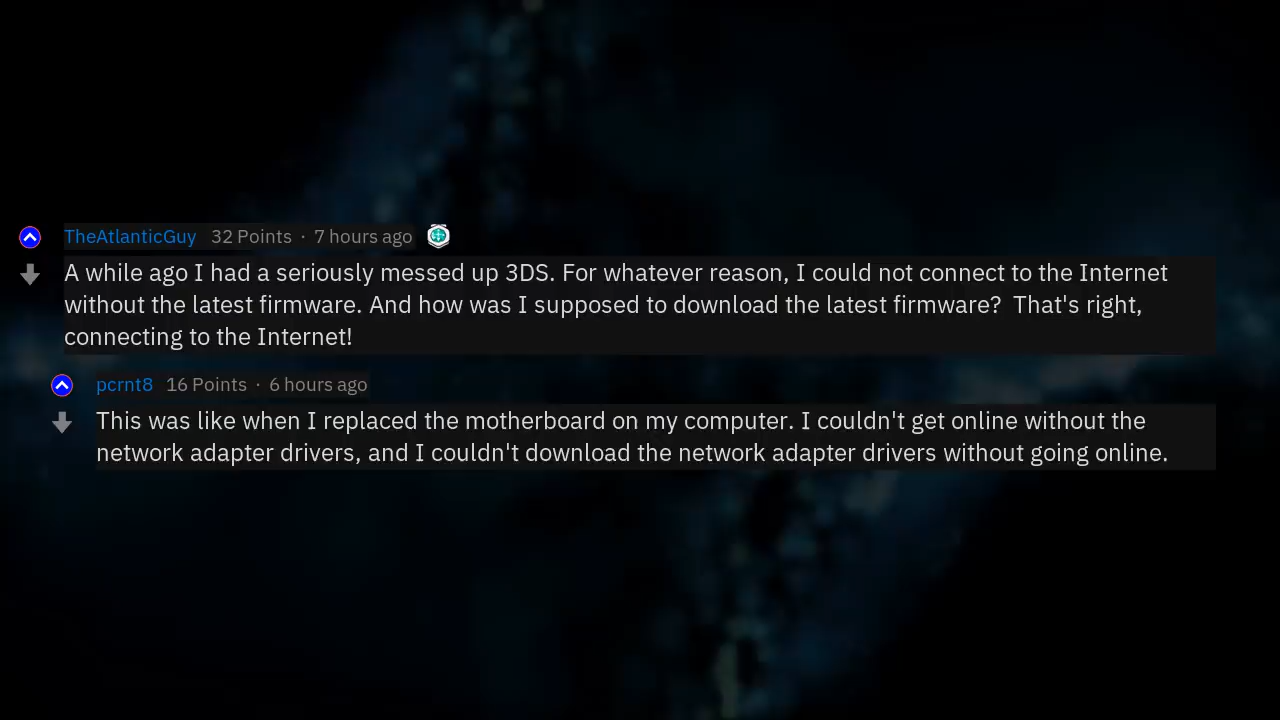 TheAtlanticGuy 32 Points · 7 hours ago
A while ago I had a seriously messed up 3DS. For whatever reason, I could not connect to the Internet
without the latest firmware. And how was I supposed to download the latest firmware?  That's right,
connecting to the Internet!
pcrnt8 16 Points · 6 hours ago
This was like when I replaced the motherboard on my computer. I couldn't get online without the
network adapter drivers, and I couldn't download the network adapter drivers without going online.